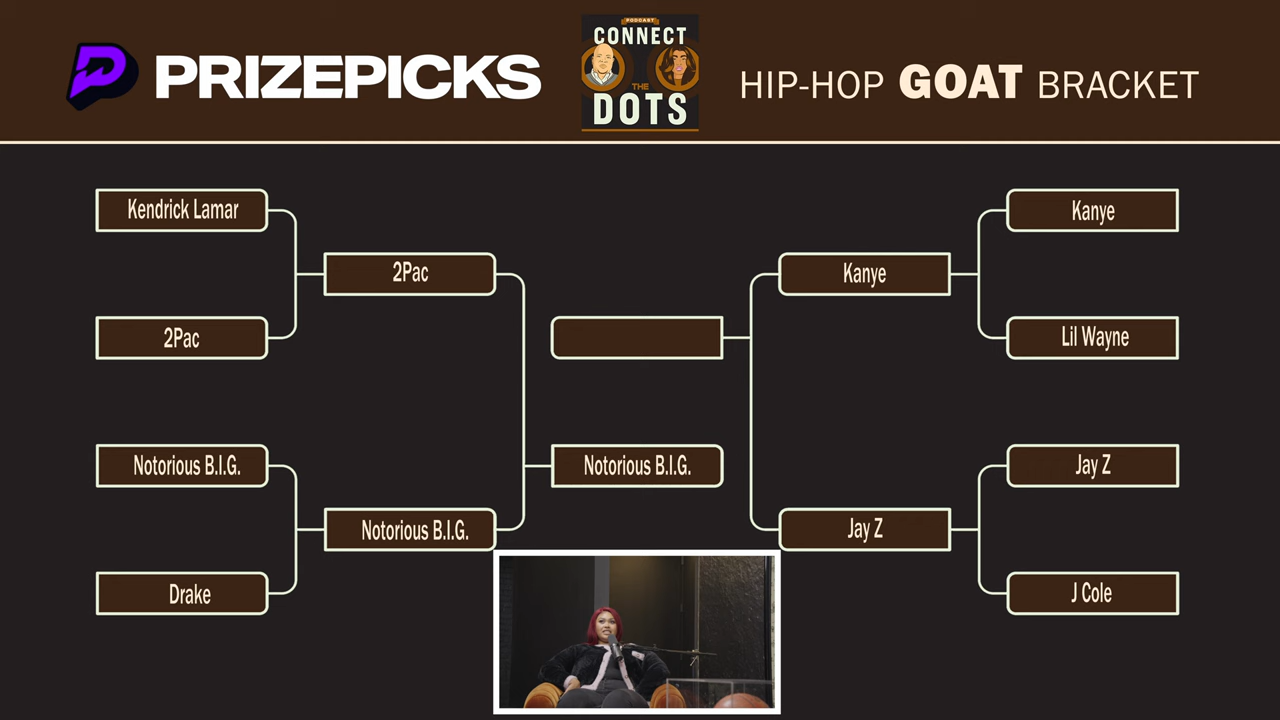 PRIZEPICKS
PODCAST
CONNECT
THE
DOTS
HIP-HOP GOAT BRACKET
Kendrick Lamar
2Pac
2Pac
Notorious B.I.G.
Notorious B.I.G.
Drake
Notorious B.I.G.
Kanye
Kanye
Lil Wayne
Jay Z
Jay Z
J Cole